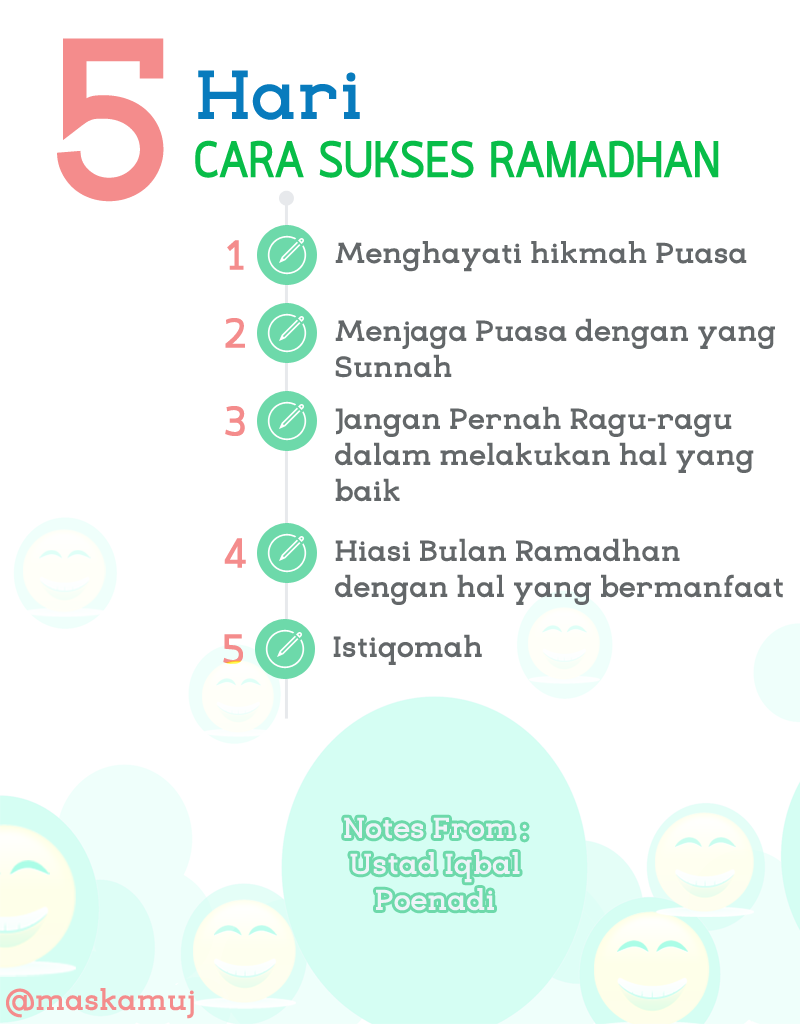 5 Hari
CARA SUKSES RAMADHAN
1 Menghayati hikmah Puasa
2 Menjaga Puasa dengan yang
Sunnah
3 Jangan Pernah Ragu-ragu
dalam melakukan hal yang
baik
4 Hiasi Bulan Ramadhan
dengan hal yang bermanfaat
5 Istiqomah
Notes From :
Ustad Iqbal
Poenadi
@maskamuj